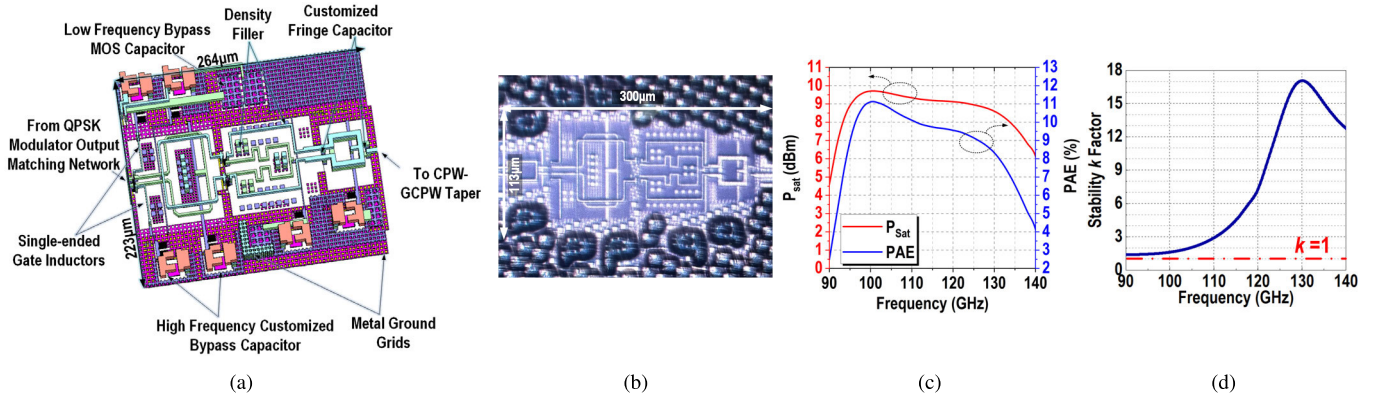 Low Frequency Bypass
MOS Capacitor
Density
Filler
Customized
Fringe Capacitor
264µm
From QPSK
Modulator Output
Matching Network
To CPW-
GCPW Taper
Single-ended
Gate Inductors
223µm
High Frequency Customized
Bypass Capacitor
Metal Ground
Grids
(a)
300µm
113µm
(b)
11
10
9
8
7
6
5
4
3
2
1
0
Psat (dBm)
13
12
11
10
9
8
7
6
5
4
3
2
PAE (%)
PSat
PAE
90 100 110 120 130 140
Frequency (GHz)
(c)
18
15
12
9
6
3
0
Stability k Factor
k =1
90 100 110 120 130 140
Frequency (GHz)
(d)